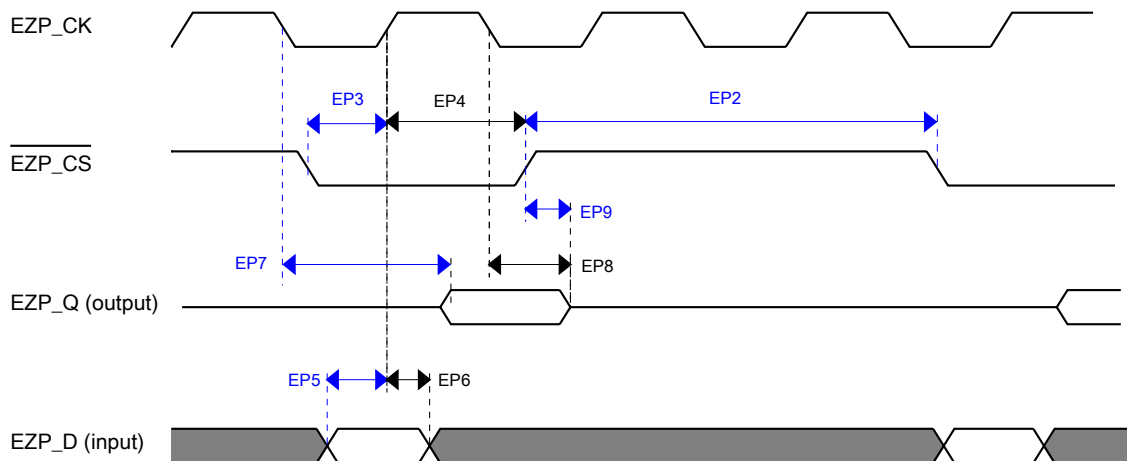 EZP_CK
EP3
EP4
EP2
EZP_CS
EP9
EP7
EP8
EZP_Q (output)
EP5
EP6
EZP_D (input)